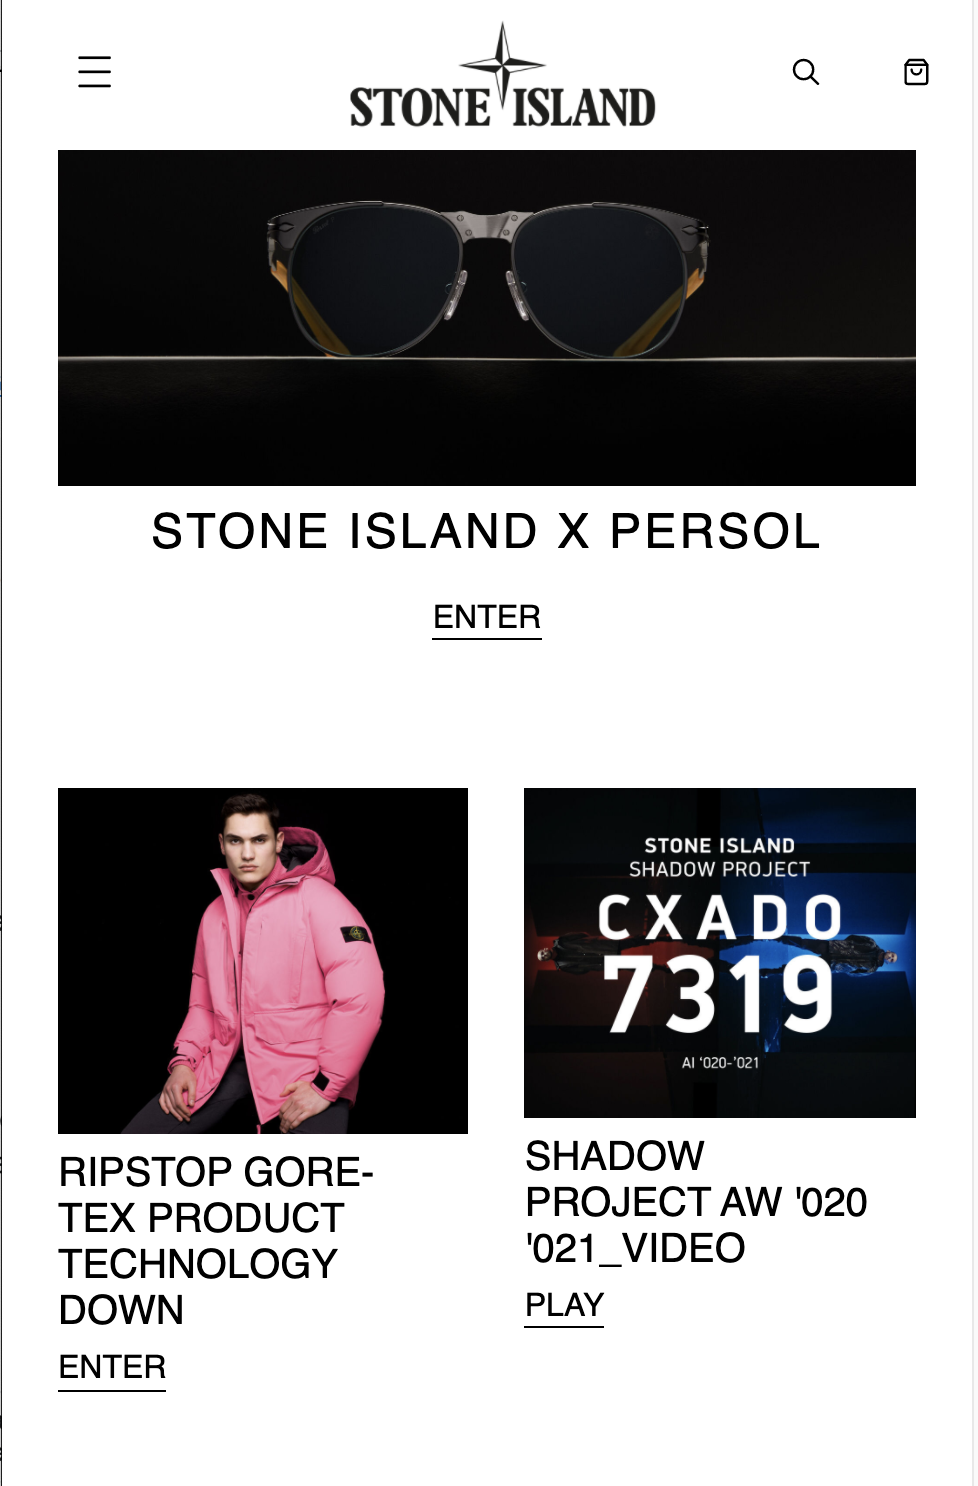 STONE ISLAND
STONE ISLAND X PERSOL
ENTER
RIPSTOP GORE-
TEX PRODUCT
TECHNOLOGY
DOWN
ENTER
STONE ISLAND
SHADOW PROJECT
CXADO
7319
AI '020-'021
SHADOW
PROJECT AW '020
'021_VIDEO
PLAY